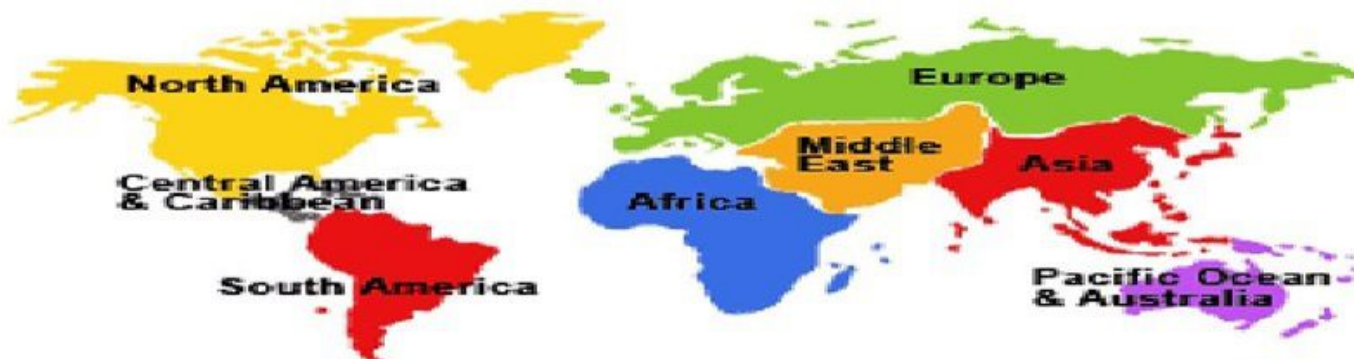 North America
Europe
Middle
East
Asia
Central America
& Caribbean
Africa
South America
Pacific Ocean
& Australia